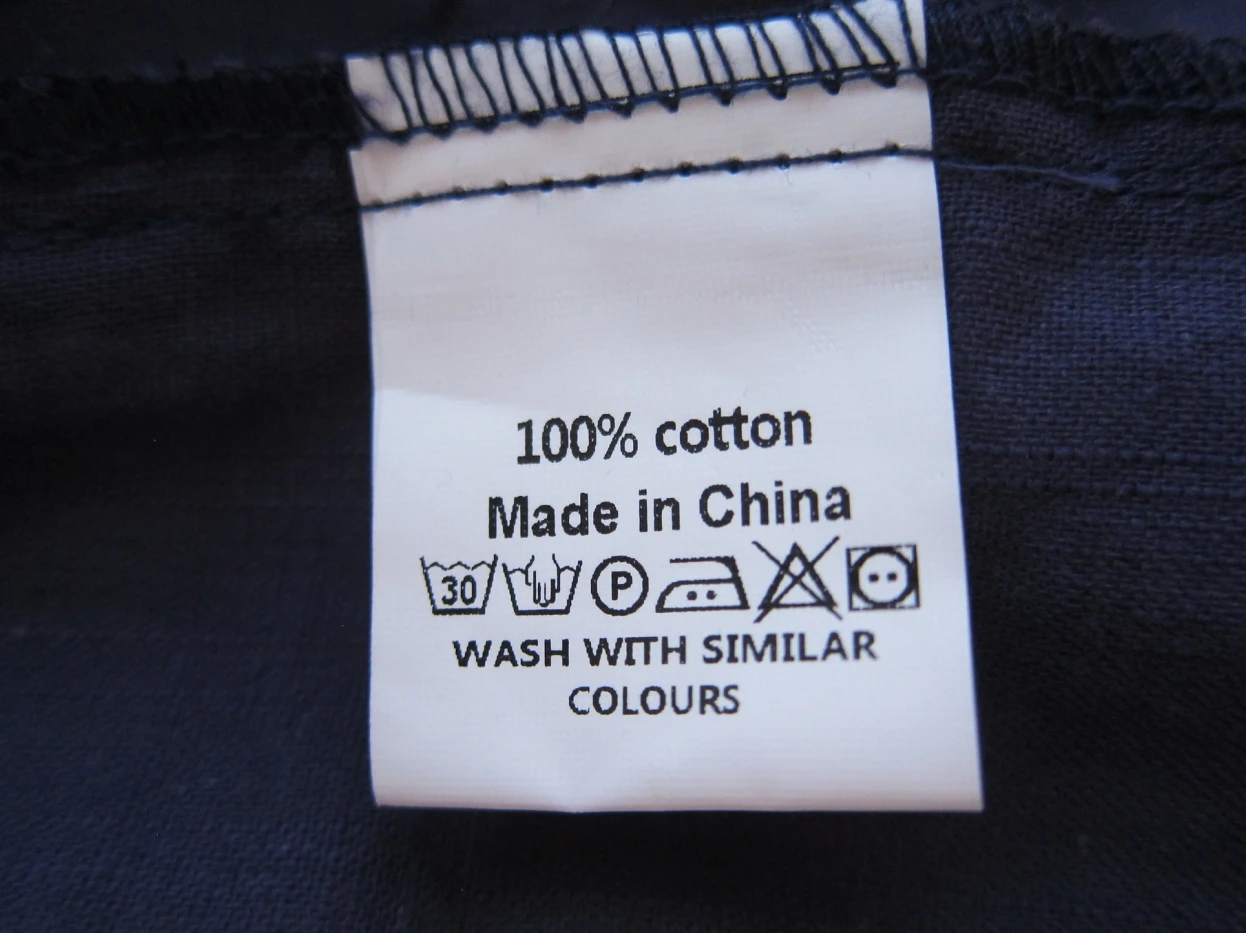 100% cotton
Made in China
30 P
WASH WITH SIMILAR
COLOURS